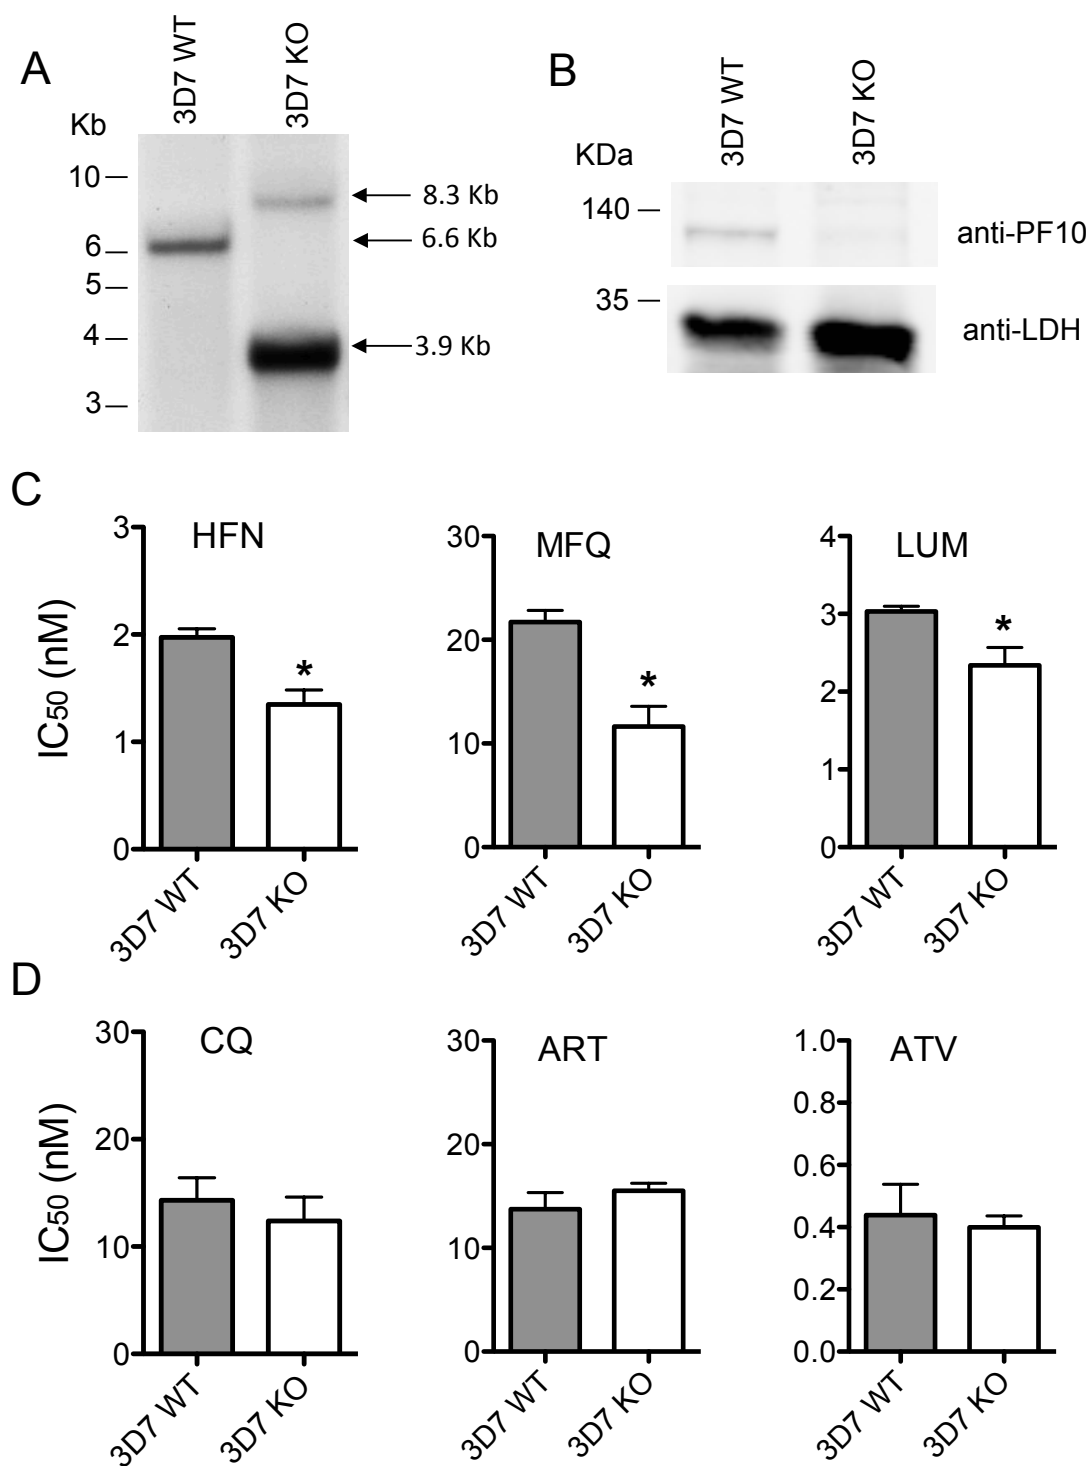 A
3D7 WT
3D7 KO
Kb
10
6
5
4
3
8.3 Kb
6.6 Kb
3.9 Kb
B
3D7 WT
3D7 KO
KDa
140
35
anti-PF10
anti-LDH
C
IC50 (nM)
3
2
1
0
HFN
*
3D7 WT
3D7 KO
30
20
10
0
MFQ
*
3D7 WT
3D7 KO
4
3
2
1
0
LUM
*
3D7 WT
3D7 KO
D
IC50 (nM)
30
20
10
0
CQ
3D7 WT
3D7 KO
30
20
10
0
ART
3D7 WT
3D7 KO
1.0
0.8
0.6
0.4
0.2
0.0
ATV
3D7 WT
3D7 KO